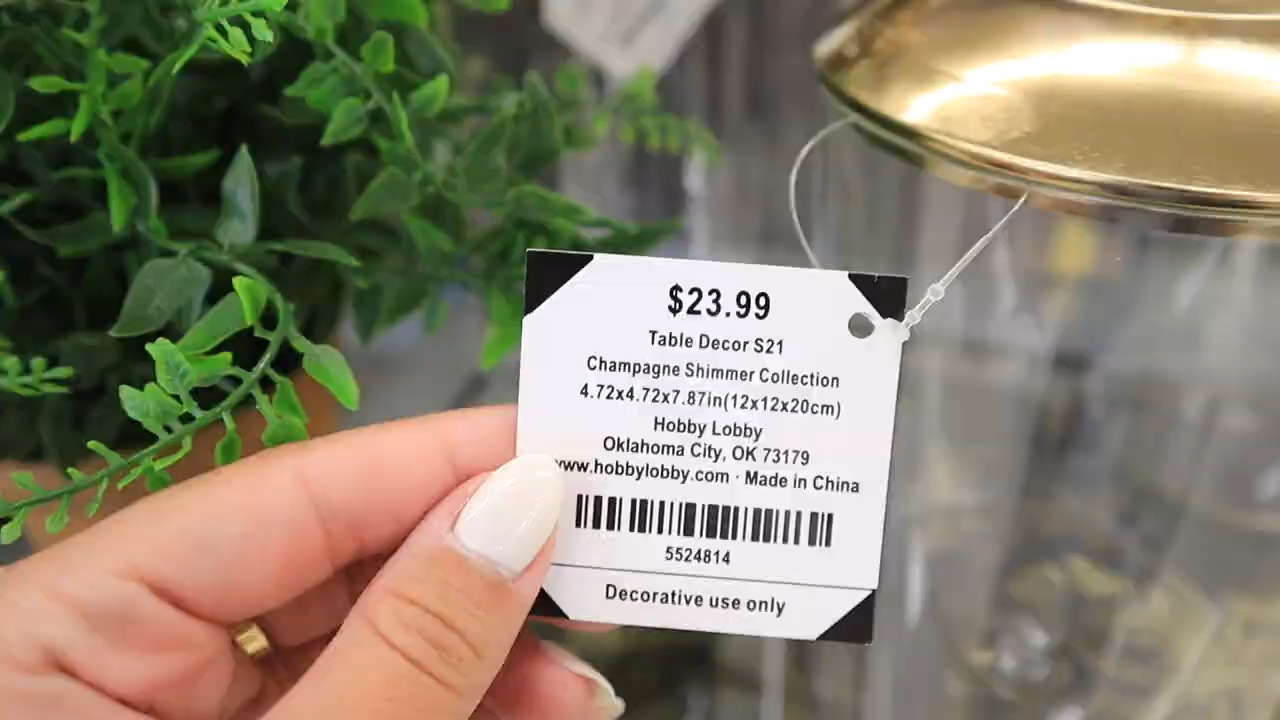 $23.99
Table Decor S21
Champagne Shimmer Collection
4.72x4.72x7.87in(12x12x20cm)
Hobby Lobby
Oklahoma City, OK 73179
www.hobbylobby.com · Made in China
5524814
Decorative use only